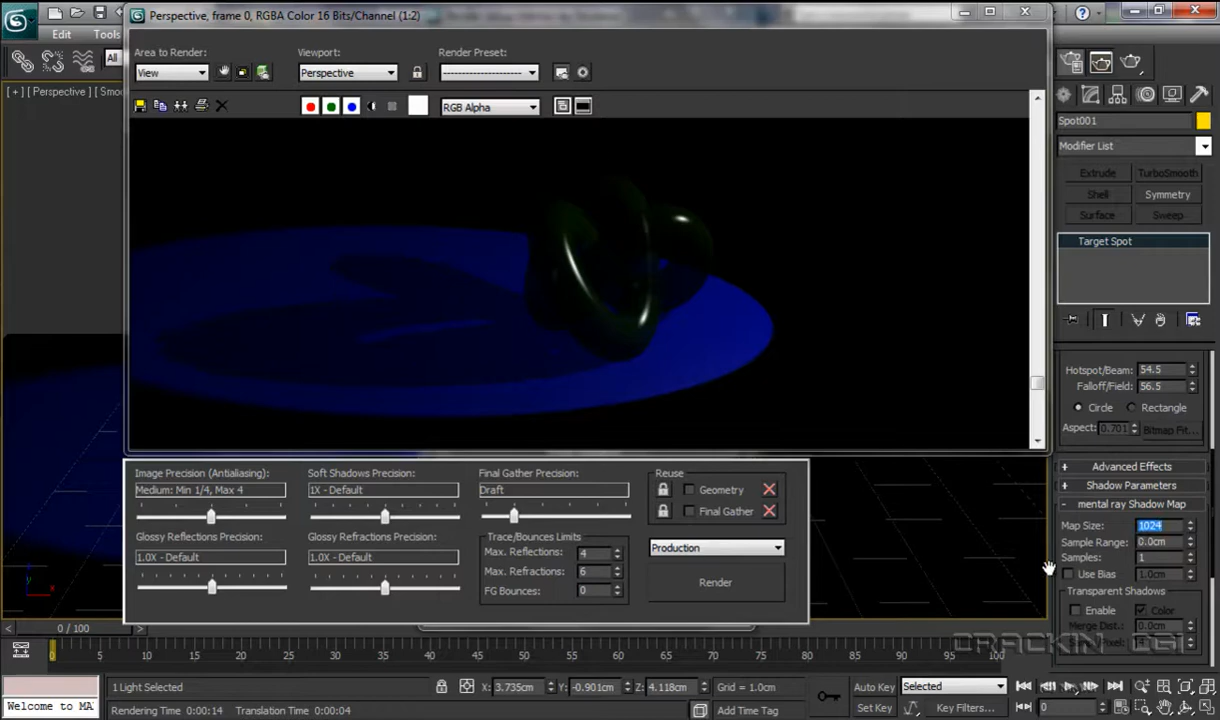 Perspective, frame 0, RGBA Color 16 Bits/Channel (1:2)
Edit
Tools
Area to Render:
Viewport:
Render Preset:
View
Perspective
All
[ + ] [ Perspective ] [ Smoo
RGB Alpha
Spot001
Modifier List
Extrude
TurboSmooth
Shell
Symmetry
Surface
Sweep
Target Spot
Hotspot/Beam: 54.5
Falloff/Field: 56.5
Circle
Rectangle
Aspect: 0.701
Bitmap Fit...
+ Advanced Effects
+ Shadow Parameters
- mental ray Shadow Map
Map Size: 1024
Sample Range: 0.0cm
Samples: 1
Use Bias 1.0cm
Transparent Shadows
Enable
Color
Merge Dist.: 0.0cm
Image Precision (Antialiasing):
Medium: Min 1/4, Max 4
Soft Shadows Precision:
1X - Default
Final Gather Precision:
Draft
Glossy Reflections Precision:
1.0X - Default
Glossy Refractions Precision:
1.0X - Default
Trace/Bounces Limits
Max. Reflections: 4
Max. Refractions: 6
FG Bounces: 0
Reuse
Geometry
Final Gather
Production
Render
CRACKIN CGI
z
y
x
< 0 / 100 >
0 5 10 15 20 25 30 35 40 45 50 55 60 65 70 75 80 85 90 95 100
1 Light Selected
X: 3.735cm
Y: -0.901cm
Z: 4.118cm
Grid = 1.0cm
Auto Key
Selected
Welcome to MA
Rendering Time 0:00:14
Translation Time 0:00:04
Add Time Tag
Set Key
Key Filters...
0